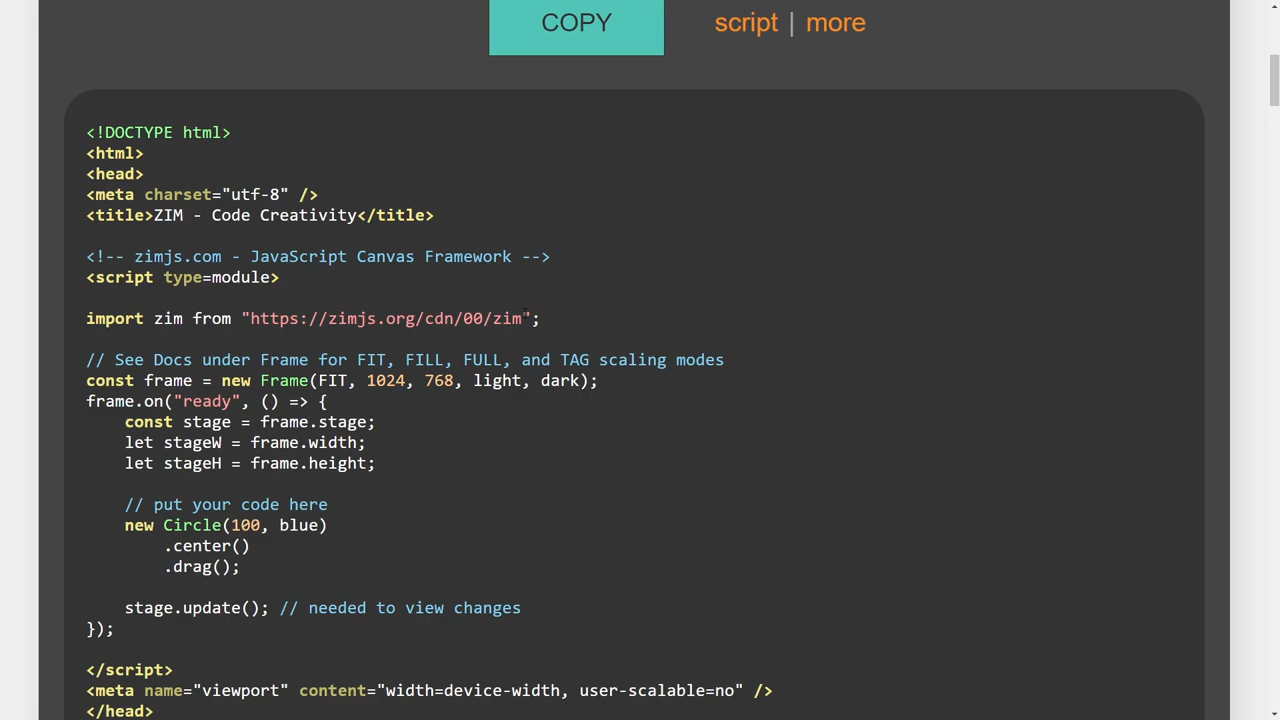 COPY script | more
<!DOCTYPE html>
<html>
<head>
<meta charset="utf-8" />
<title>ZIM - Code Creativity</title>
<!-- zimjs.com - JavaScript Canvas Framework -->
<script type=module>
import zim from "https://zimjs.org/cdn/00/zim";
// See Docs under Frame for FIT, FILL, FULL, and TAG scaling modes
const frame = new Frame(FIT, 1024, 768, light, dark);
frame.on("ready", () => {
    const stage = frame.stage;
    let stageW = frame.width;
    let stageH = frame.height;
    // put your code here
    new Circle(100, blue)
        .center()
        .drag();
    stage.update(); // needed to view changes
});
</script>
<meta name="viewport" content="width=device-width, user-scalable=no" />
</head>